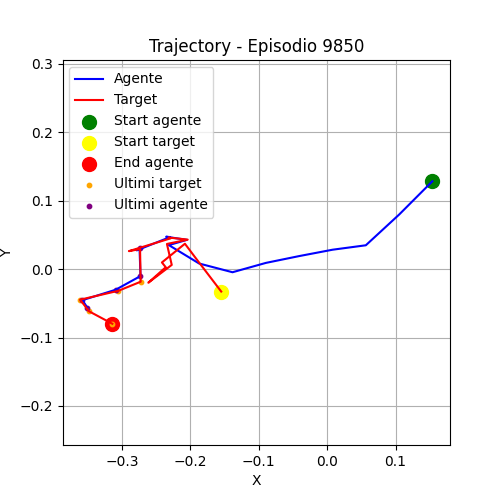 Trajectory - Episodio 9850
Agente
Target
Start agente
Start target
End agente
Ultimi target
Ultimi agente
0.3
0.2
0.1
0.0
−0.1
−0.2
Y
−0.3
−0.2
−0.1
0.0
0.1
X